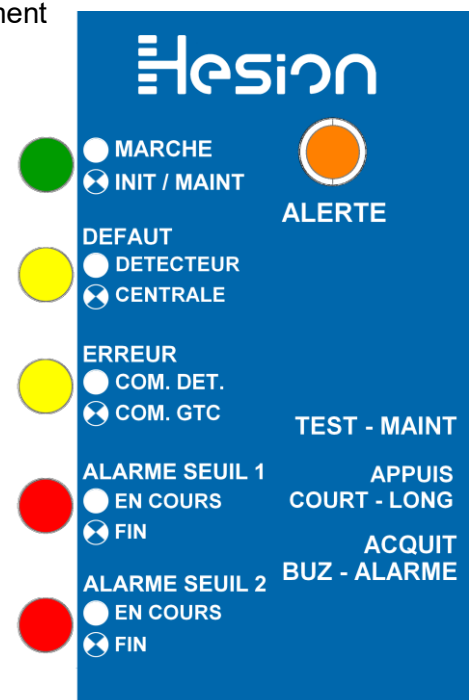 ment
Hesion
MARCHE
INIT / MAINT
ALERTE
DEFAUT
DETECTEUR
CENTRALE
ERREUR
COM. DET.
COM. GTC
TEST - MAINT
ALARME SEUIL 1
EN COURS
FIN
APPUIS
COURT - LONG
ACQUIT
BUZ - ALARME
ALARME SEUIL 2
EN COURS
FIN